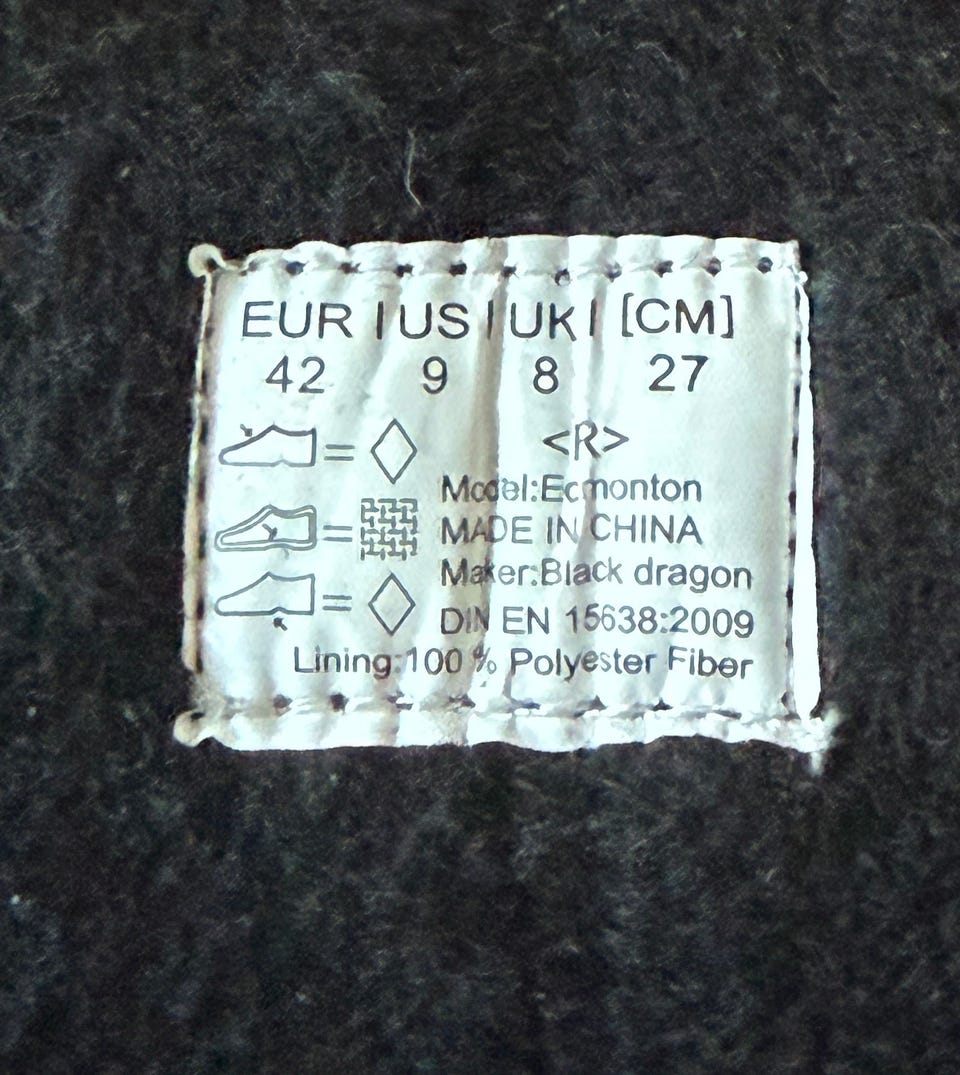 EUR | US | UK | [CM]
42 9 8 27
<R>
Model:Edmonton
MADE IN CHINA
Maker:Black dragon
DIN EN 15638:2009
Lining:100 % Polyester Fiber